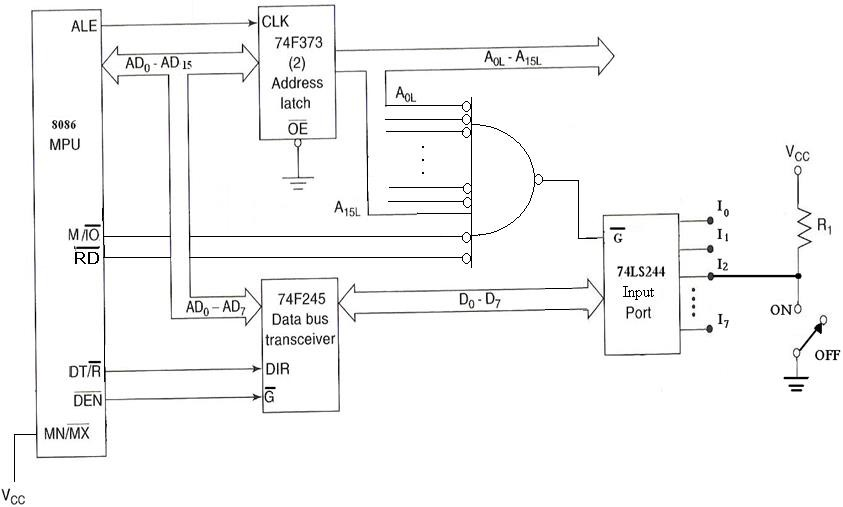 ALE
CLK
74F373
(2)
Address
latch
OE
AD0 - AD15
A0L - A15L
A0L
A15L
8086
MPU
M/IO
RD
VCC
R1
I0
I1
I2
I7
G
74LS244
Input
Port
ON
OFF
AD0 – AD7
74F245
Data bus
transceiver
D0 - D7
DT/R
DIR
DEN
G
MN/MX
VCC